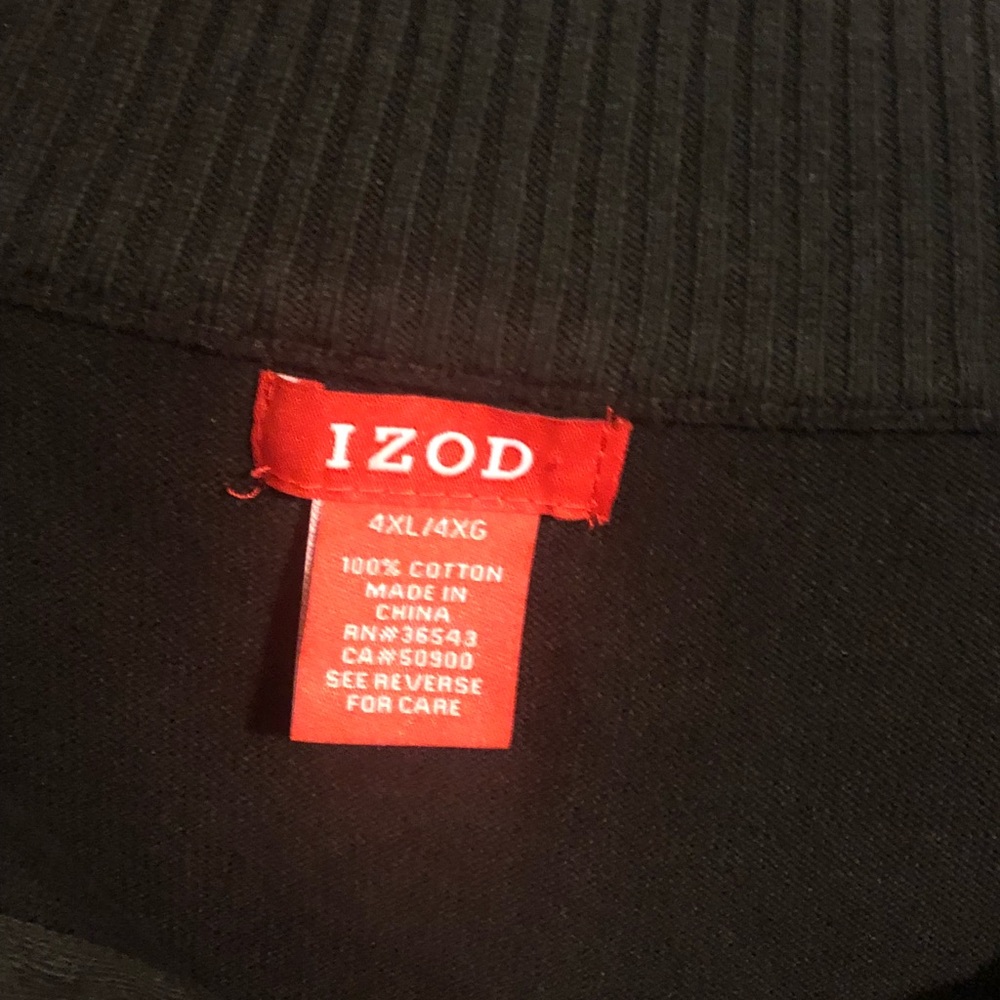 IZOD
4XL/4XG
100% COTTON
MADE IN
CHINA
RN#36543
CA#50900
SEE REVERSE
FOR CARE